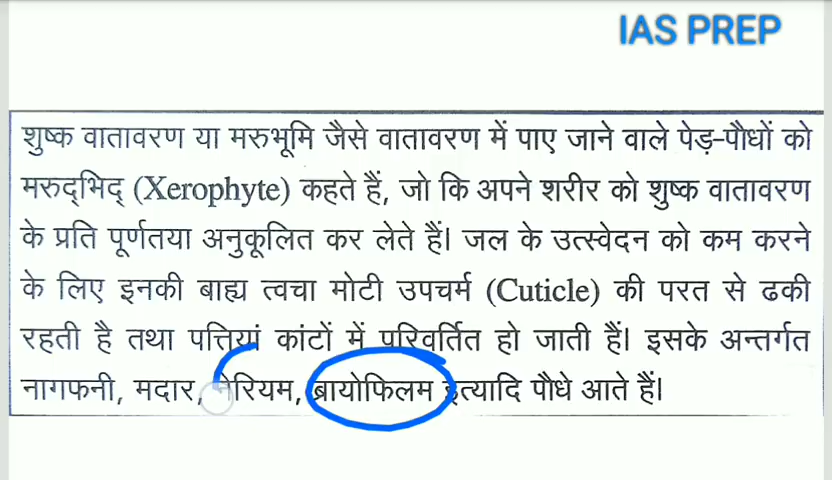 IAS PREP
शुष्क वातावरण या मरुभूमि जैसे वातावरण में पाए जाने वाले पेड़-पौधों को
मरुद्भिद् (Xerophyte) कहते हैं, जो कि अपने शरीर को शुष्क वातावरण
के प्रति पूर्णतया अनुकूलित कर लेते हैं। जल के उत्स्वेदन को कम करने
के लिए इनकी बाह्य त्वचा मोटी उपचर्म (Cuticle) की परत से ढकी
रहती है तथा पत्तियां कांटों में परिवर्तित हो जाती हैं। इसके अन्तर्गत
नागफनी, मदार, नेरियम, ब्रायोफिलम इत्यादि पौधे आते हैं।